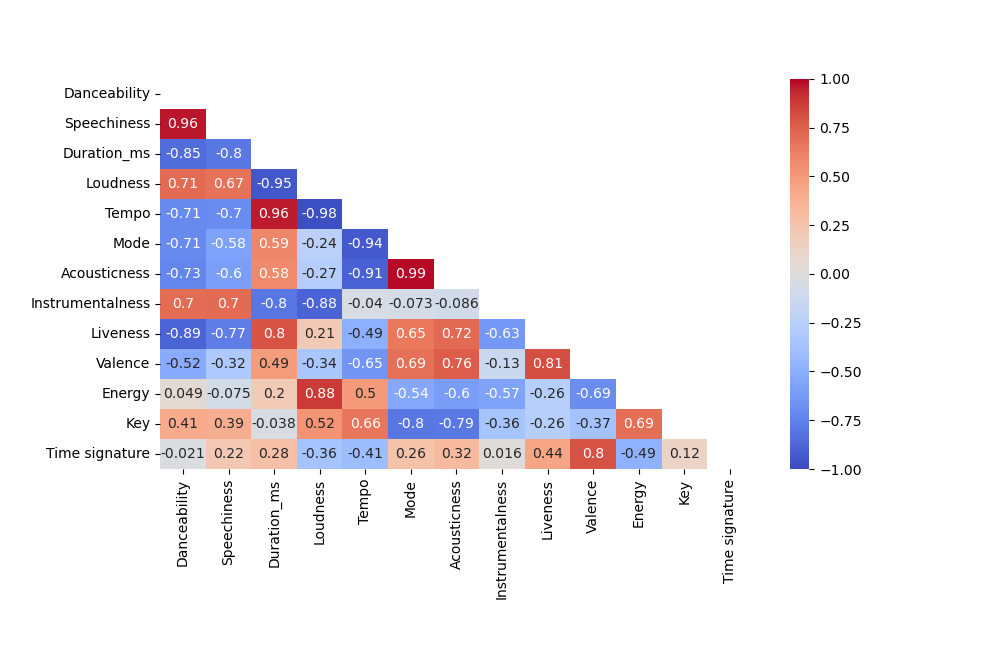 Danceability
Speechiness 0.96
Duration_ms -0.85 -0.8
Loudness 0.71 0.67 -0.95
Tempo -0.71 -0.7 0.96 -0.98
Mode -0.71 -0.58 0.59 -0.24 -0.94
Acousticness -0.73 -0.6 0.58 -0.27 -0.91 0.99
Instrumentalness 0.7 0.7 -0.8 -0.88 -0.04 -0.073 -0.086
Liveness -0.89 -0.77 0.8 0.21 -0.49 0.65 0.72 -0.63
Valence -0.52 -0.32 0.49 -0.34 -0.65 0.69 0.76 -0.13 0.81
Energy 0.049 -0.075 0.2 0.88 0.5 -0.54 -0.6 -0.57 -0.26 -0.69
Key 0.41 0.39 -0.038 0.52 0.66 -0.8 -0.79 -0.36 -0.26 -0.37 0.69
Time signature -0.021 0.22 0.28 -0.36 -0.41 0.26 0.32 0.016 0.44 0.8 -0.49 0.12
Danceability
Speechiness
Duration_ms
Loudness
Tempo
Mode
Acousticness
Instrumentalness
Liveness
Valence
Energy
Key
Time signature
1.00
0.75
0.50
0.25
0.00
−0.25
−0.50
−0.75
−1.00